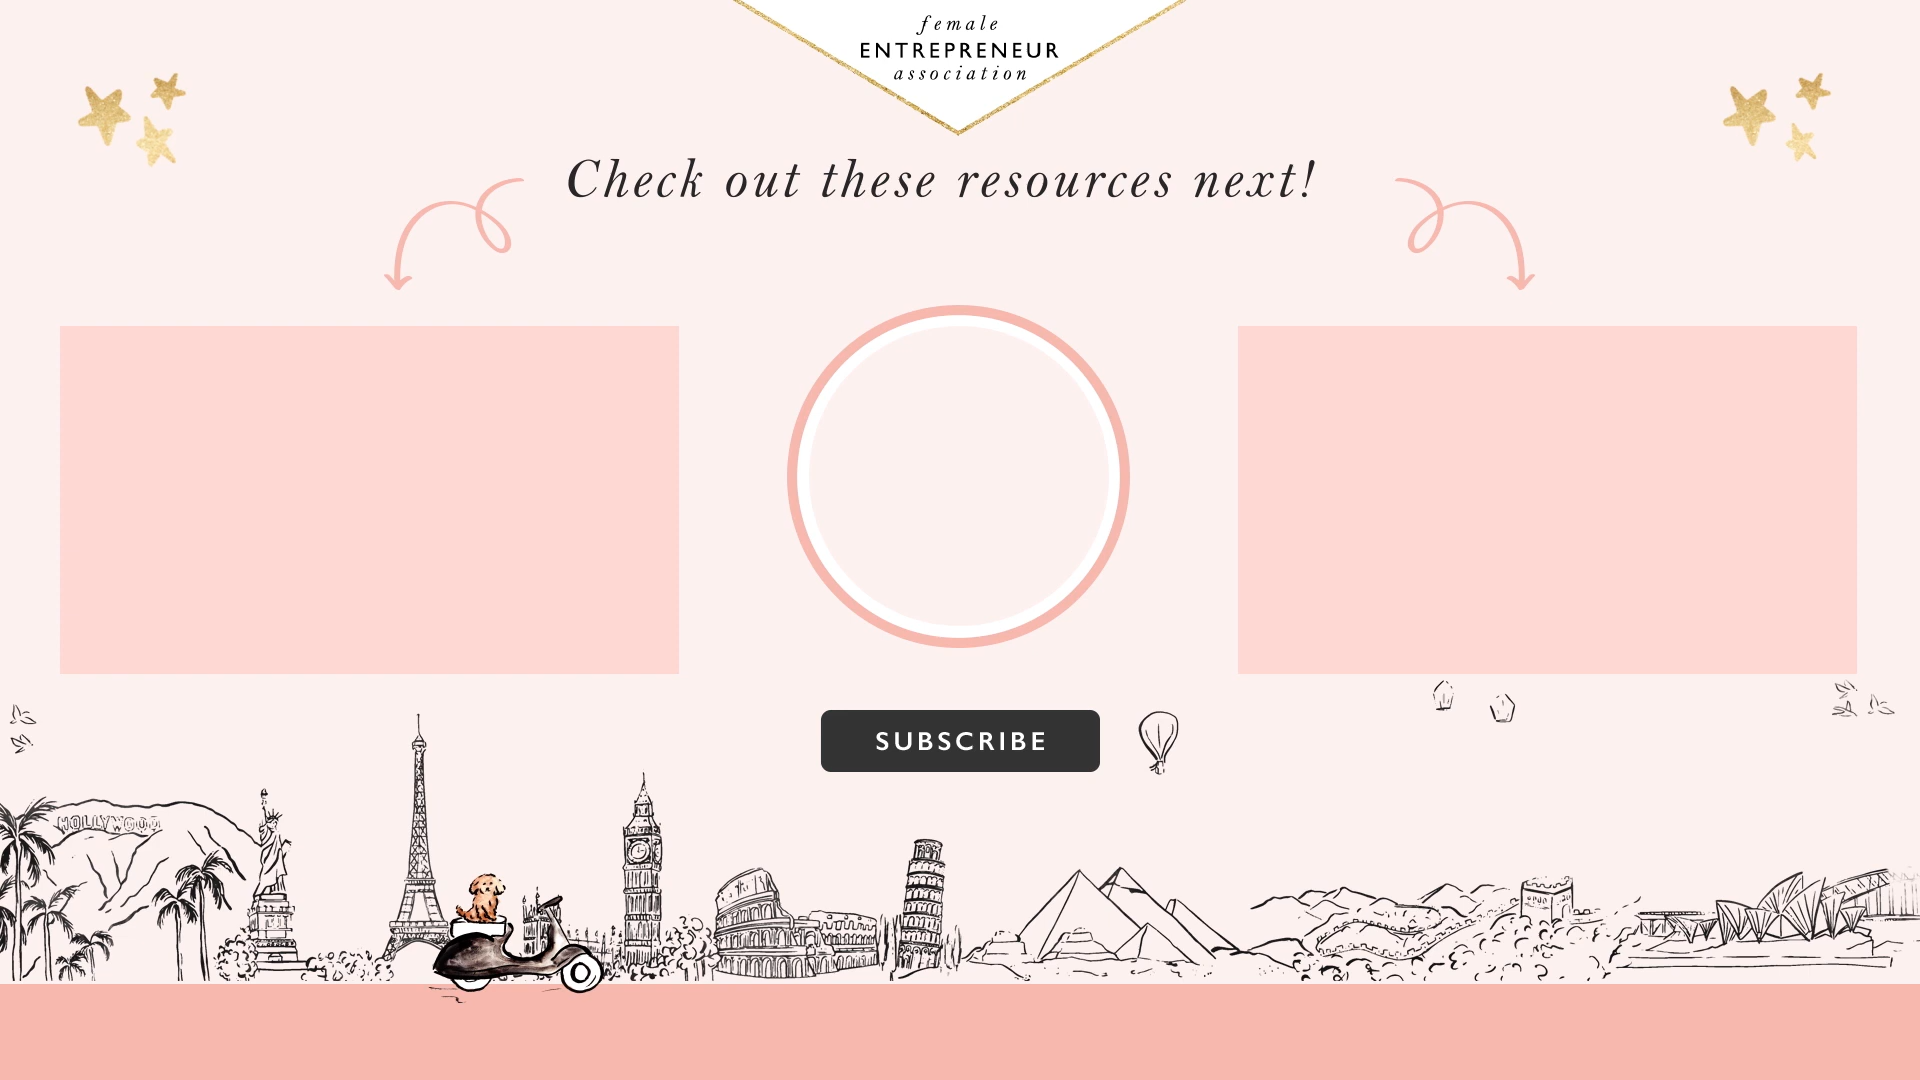 female
ENTREPRENEUR
association
Check out these resources next!
SUBSCRIBE
HOLLYWOOD